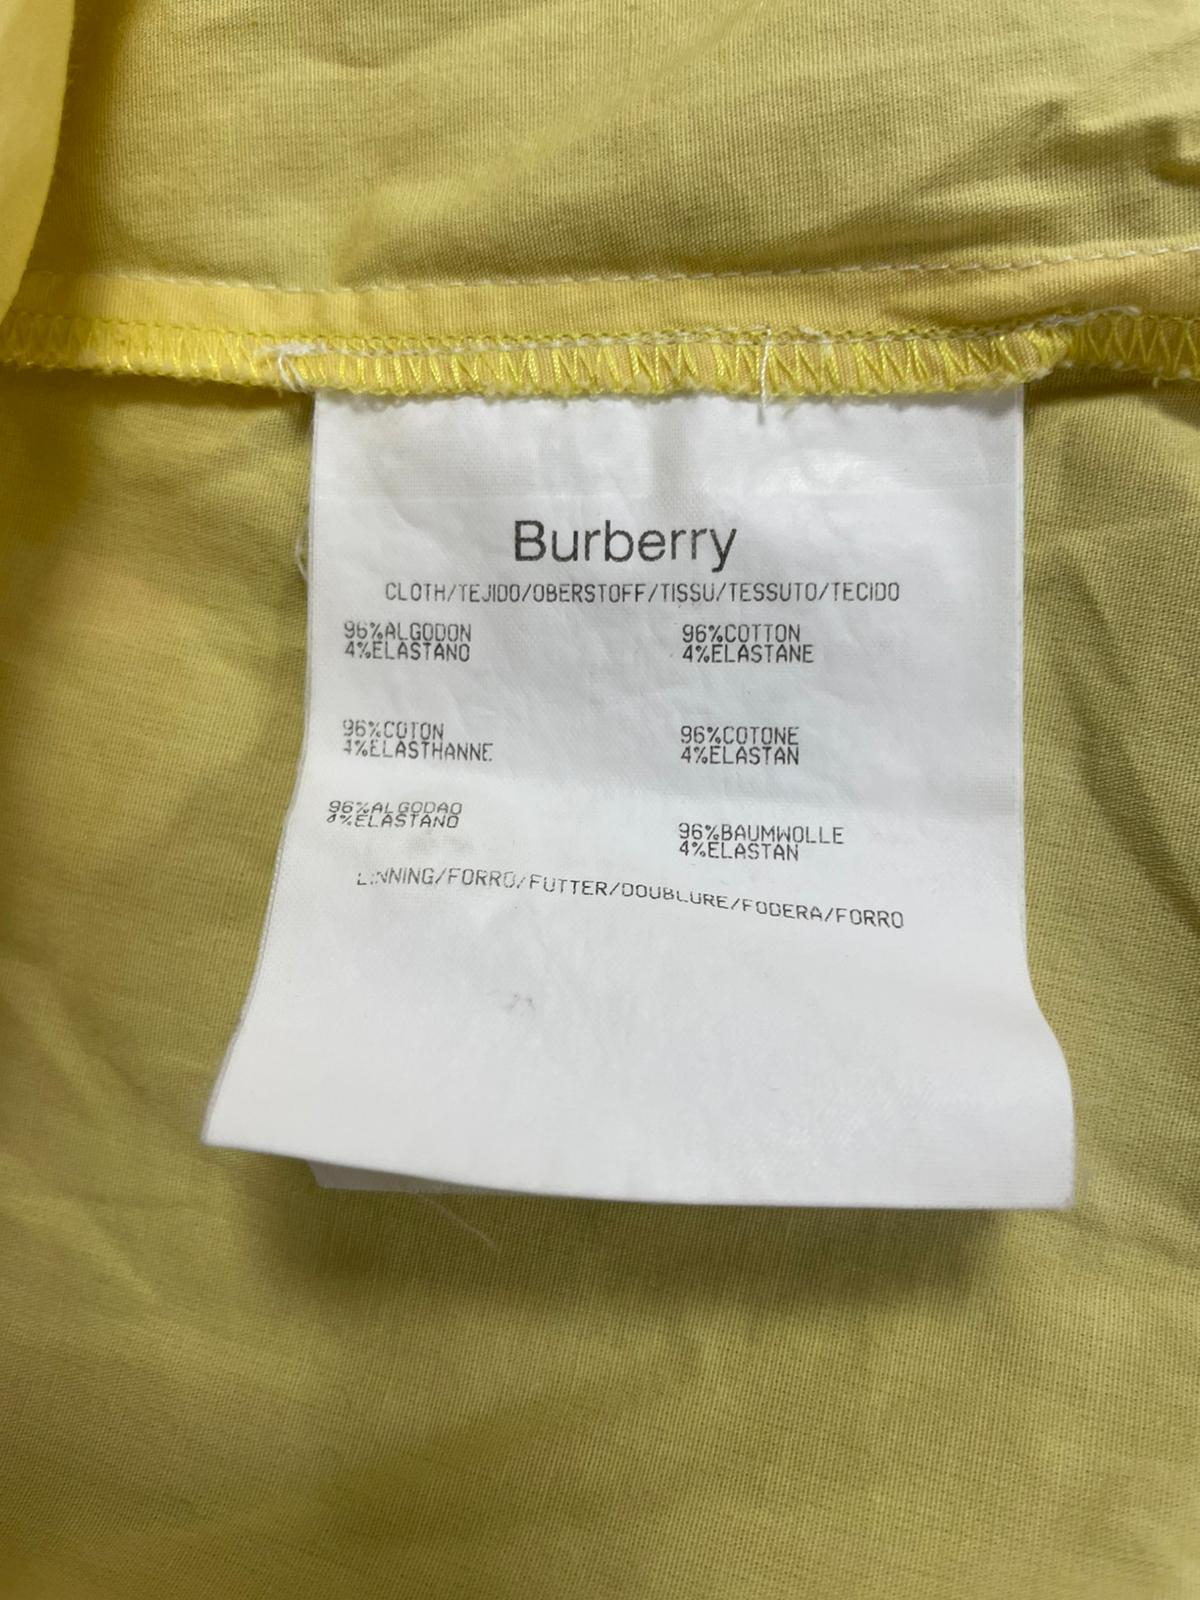 Burberry
CLOTH/TEJIDO/OBERSTOFF/TISSU/TESSUTO/TECIDO
96%ALGODON
4%ELASTANO
96%COTTON
4%ELASTANE
96%COTON
4%ELASTHANNE
96%COTONE
4%ELASTAN
96%ALGODAO
4%ELASTANO
96%BAUMWOLLE
4%ELASTAN
LINNING/FORRO/FUTTER/DOUBLURE/FODERA/FORRO